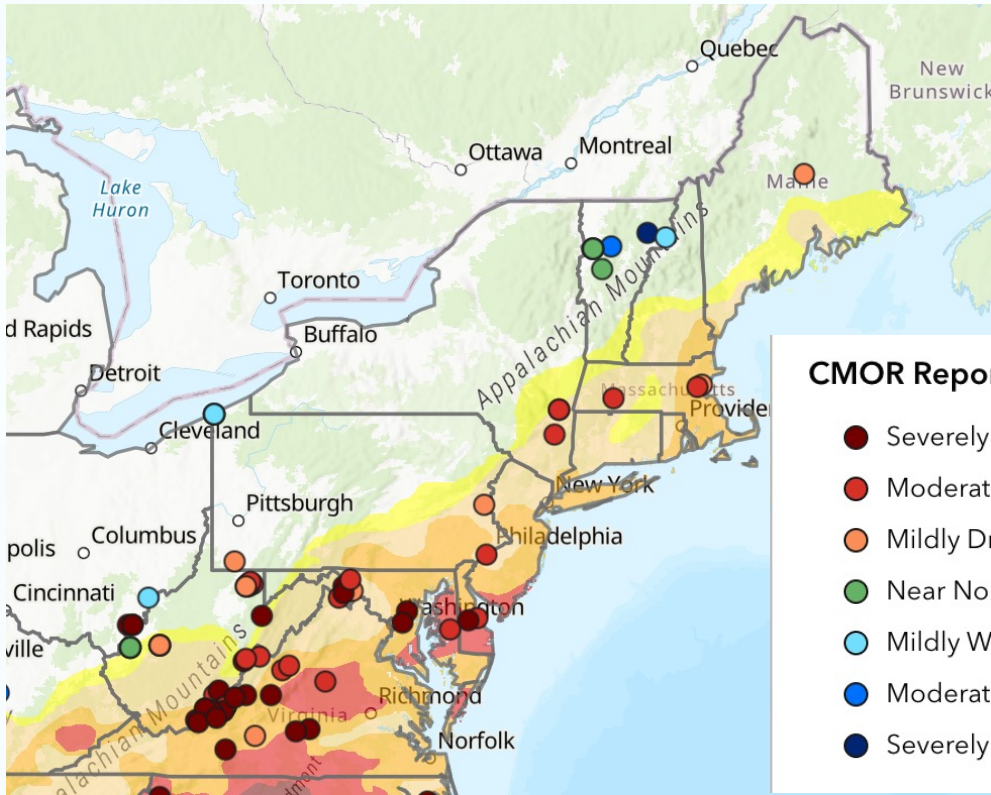 Quebec
New
Brunswick
Ottawa
Montreal
Maine
Lake
Huron
Appalachian Mountains
Toronto
d Rapids
Buffalo
Detroit
Massachusetts
CMOR Repor
Providen
Cleveland
Severely
New York
Pittsburgh
Moderat
Columbus
Philadelphia
polis
Mildly Dr
Cincinnati
Near No
Washington
ville
Mildly W
Appalachian Mountains
Richmond
Virginia
Moderat
Norfolk
Severely
dmont